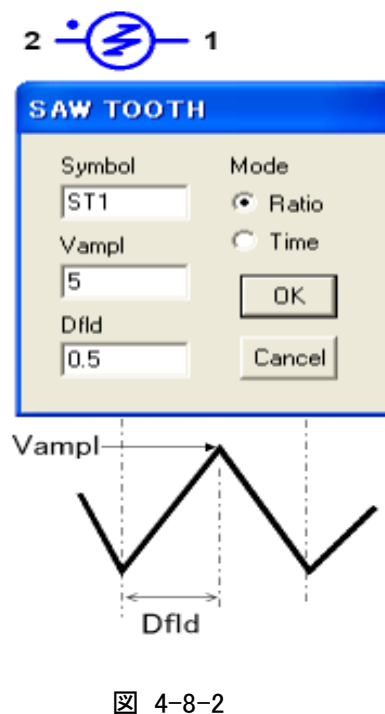 2 1
SAW TOOTH
Symbol Mode
ST1 Ratio
Vampl Time
5 OK
Dfld
0.5 Cancel
Vampl
Dfld
図 4-8-2